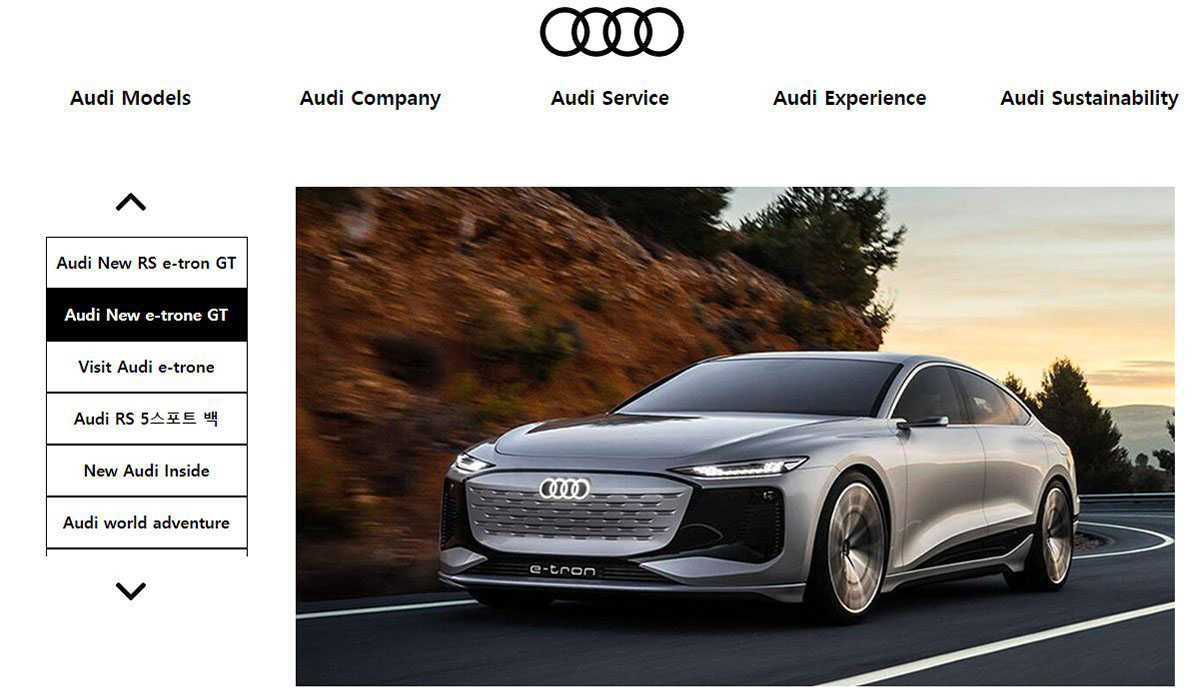 Audi Models
Audi Company
Audi Service
Audi Experience
Audi Sustainability
Audi New RS e-tron GT
Audi New e-trone GT
Visit Audi e-trone
Audi RS 5스포트 백
New Audi Inside
Audi world adventure
e-tron